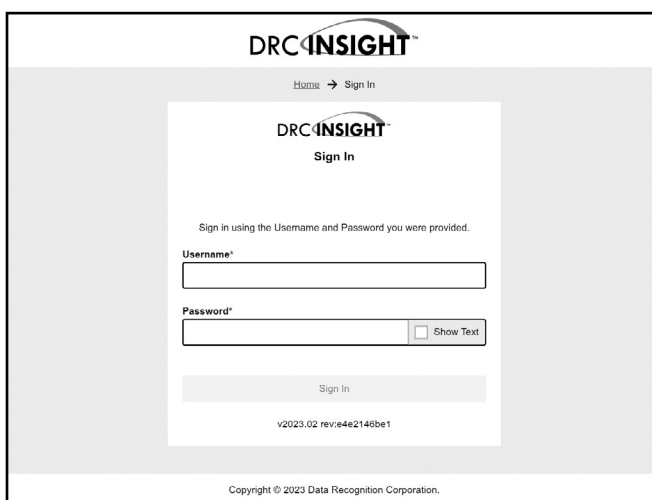 DRC INSIGHT™
Home → Sign In
DRC INSIGHT™
Sign In
Sign in using the Username and Password you were provided.
Username*
Password*
Show Text
Sign In
v2023.02 rev:e4e2146be1
Copyright © 2023 Data Recognition Corporation.